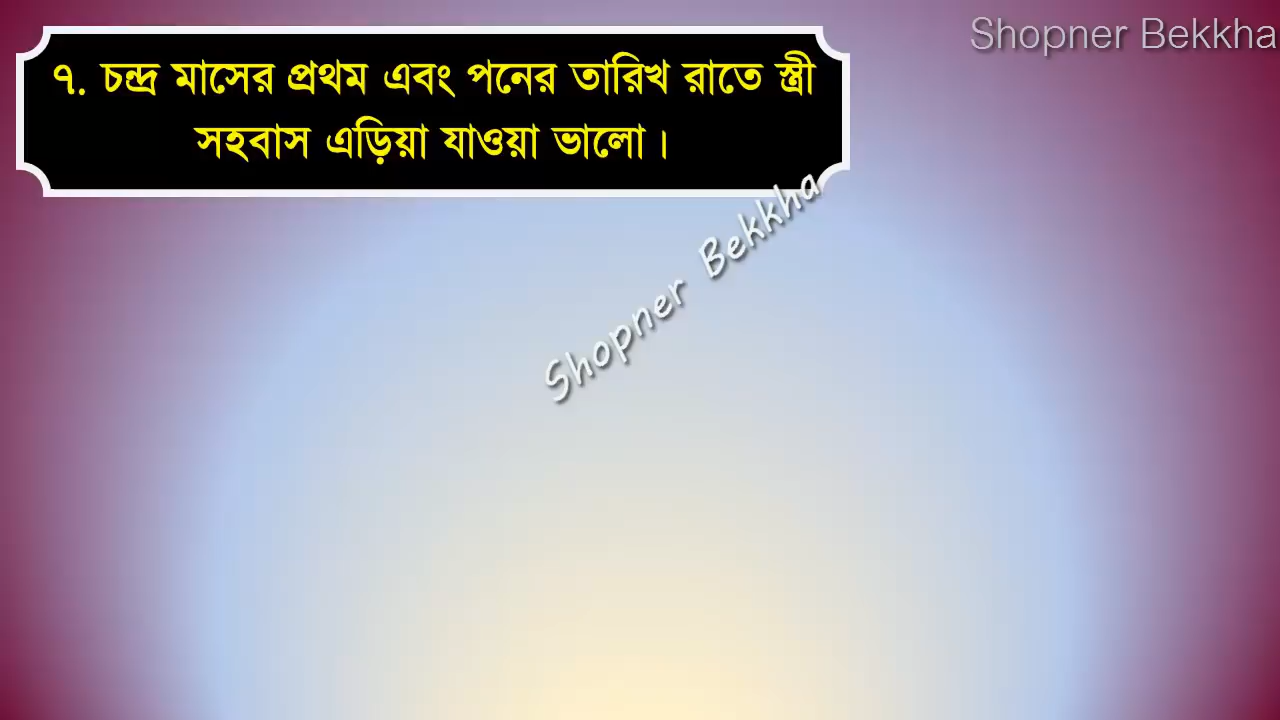 Shopner Bekkha
৭. চন্দ্র মাসের প্রথম এবং পনের তারিখ রাতে স্ত্রী
সহবাস এড়িয়া যাওয়া ভালো।
Shopner Bekkha